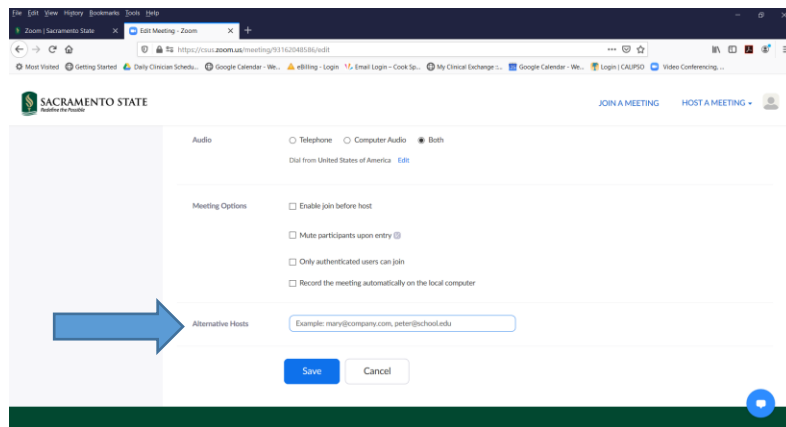 File Edit View History Bookmarks Tools Help
Zoom | Sacramento State X Edit Meeting - Zoom X +
https://csus.zoom.us/meeting/93162048586/edit
Most Visited Getting Started Daily Clinician Schedu... Google Calendar - We... eBilling - Login Email Login – Cook Sp... My Clinical Exchange :... Google Calendar - We... Login | CALIPSO Video Conferencing, ...
SACRAMENTO STATE
Redefine the Possible
JOIN A MEETING HOST A MEETING
Audio Telephone Computer Audio Both
Dial from United States of America Edit
Meeting Options Enable join before host
Mute participants upon entry
Only authenticated users can join
Record the meeting automatically on the local computer
Alternative Hosts Example: mary@company.com, peter@school.edu
Save Cancel